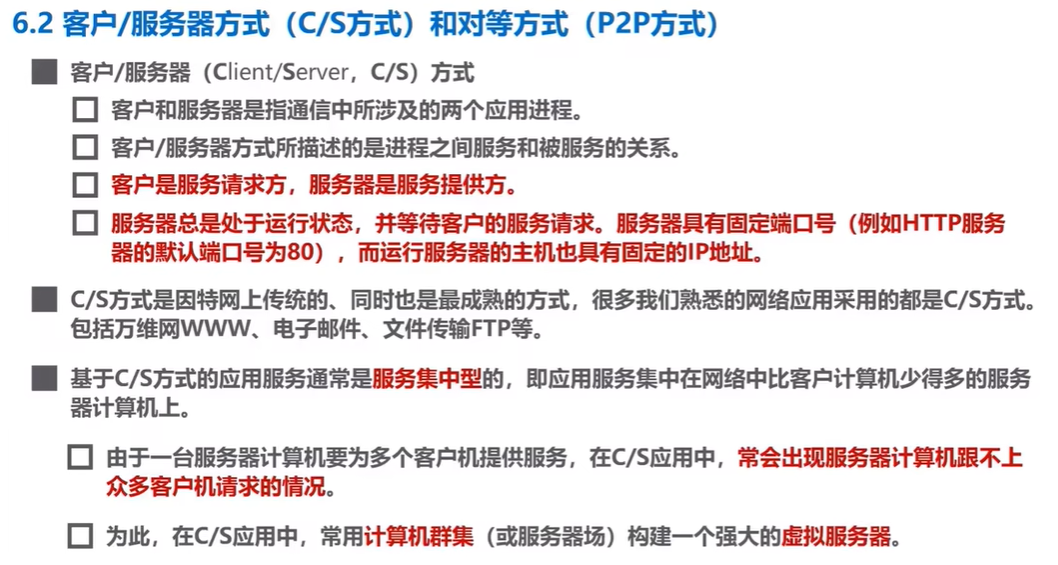 6.2 客户/服务器方式（C/S方式）和对等方式（P2P方式）
客户/服务器（Client/Server，C/S）方式
客户和服务器是指通信中所涉及的两个应用进程。
客户/服务器方式所描述的是进程之间服务和被服务的关系。
客户是服务请求方，服务器是服务提供方。
服务器总是处于运行状态，并等待客户的服务请求。服务器具有固定端口号（例如HTTP服务
器的默认端口号为80），而运行服务器的主机也具有固定的IP地址。
C/S方式是因特网上传统的、同时也是最成熟的方式，很多我们熟悉的网络应用采用的都是C/S方式。
包括万维网WWW、电子邮件、文件传输FTP等。
基于C/S方式的应用服务通常是服务集中型的，即应用服务集中在网络中比客户计算机少得多的服务
器计算机上。
由于一台服务器计算机要为多个客户机提供服务，在C/S应用中，常会出现服务器计算机跟不上
众多客户机请求的情况。
为此，在C/S应用中，常用计算机群集（或服务器场）构建一个强大的虚拟服务器。